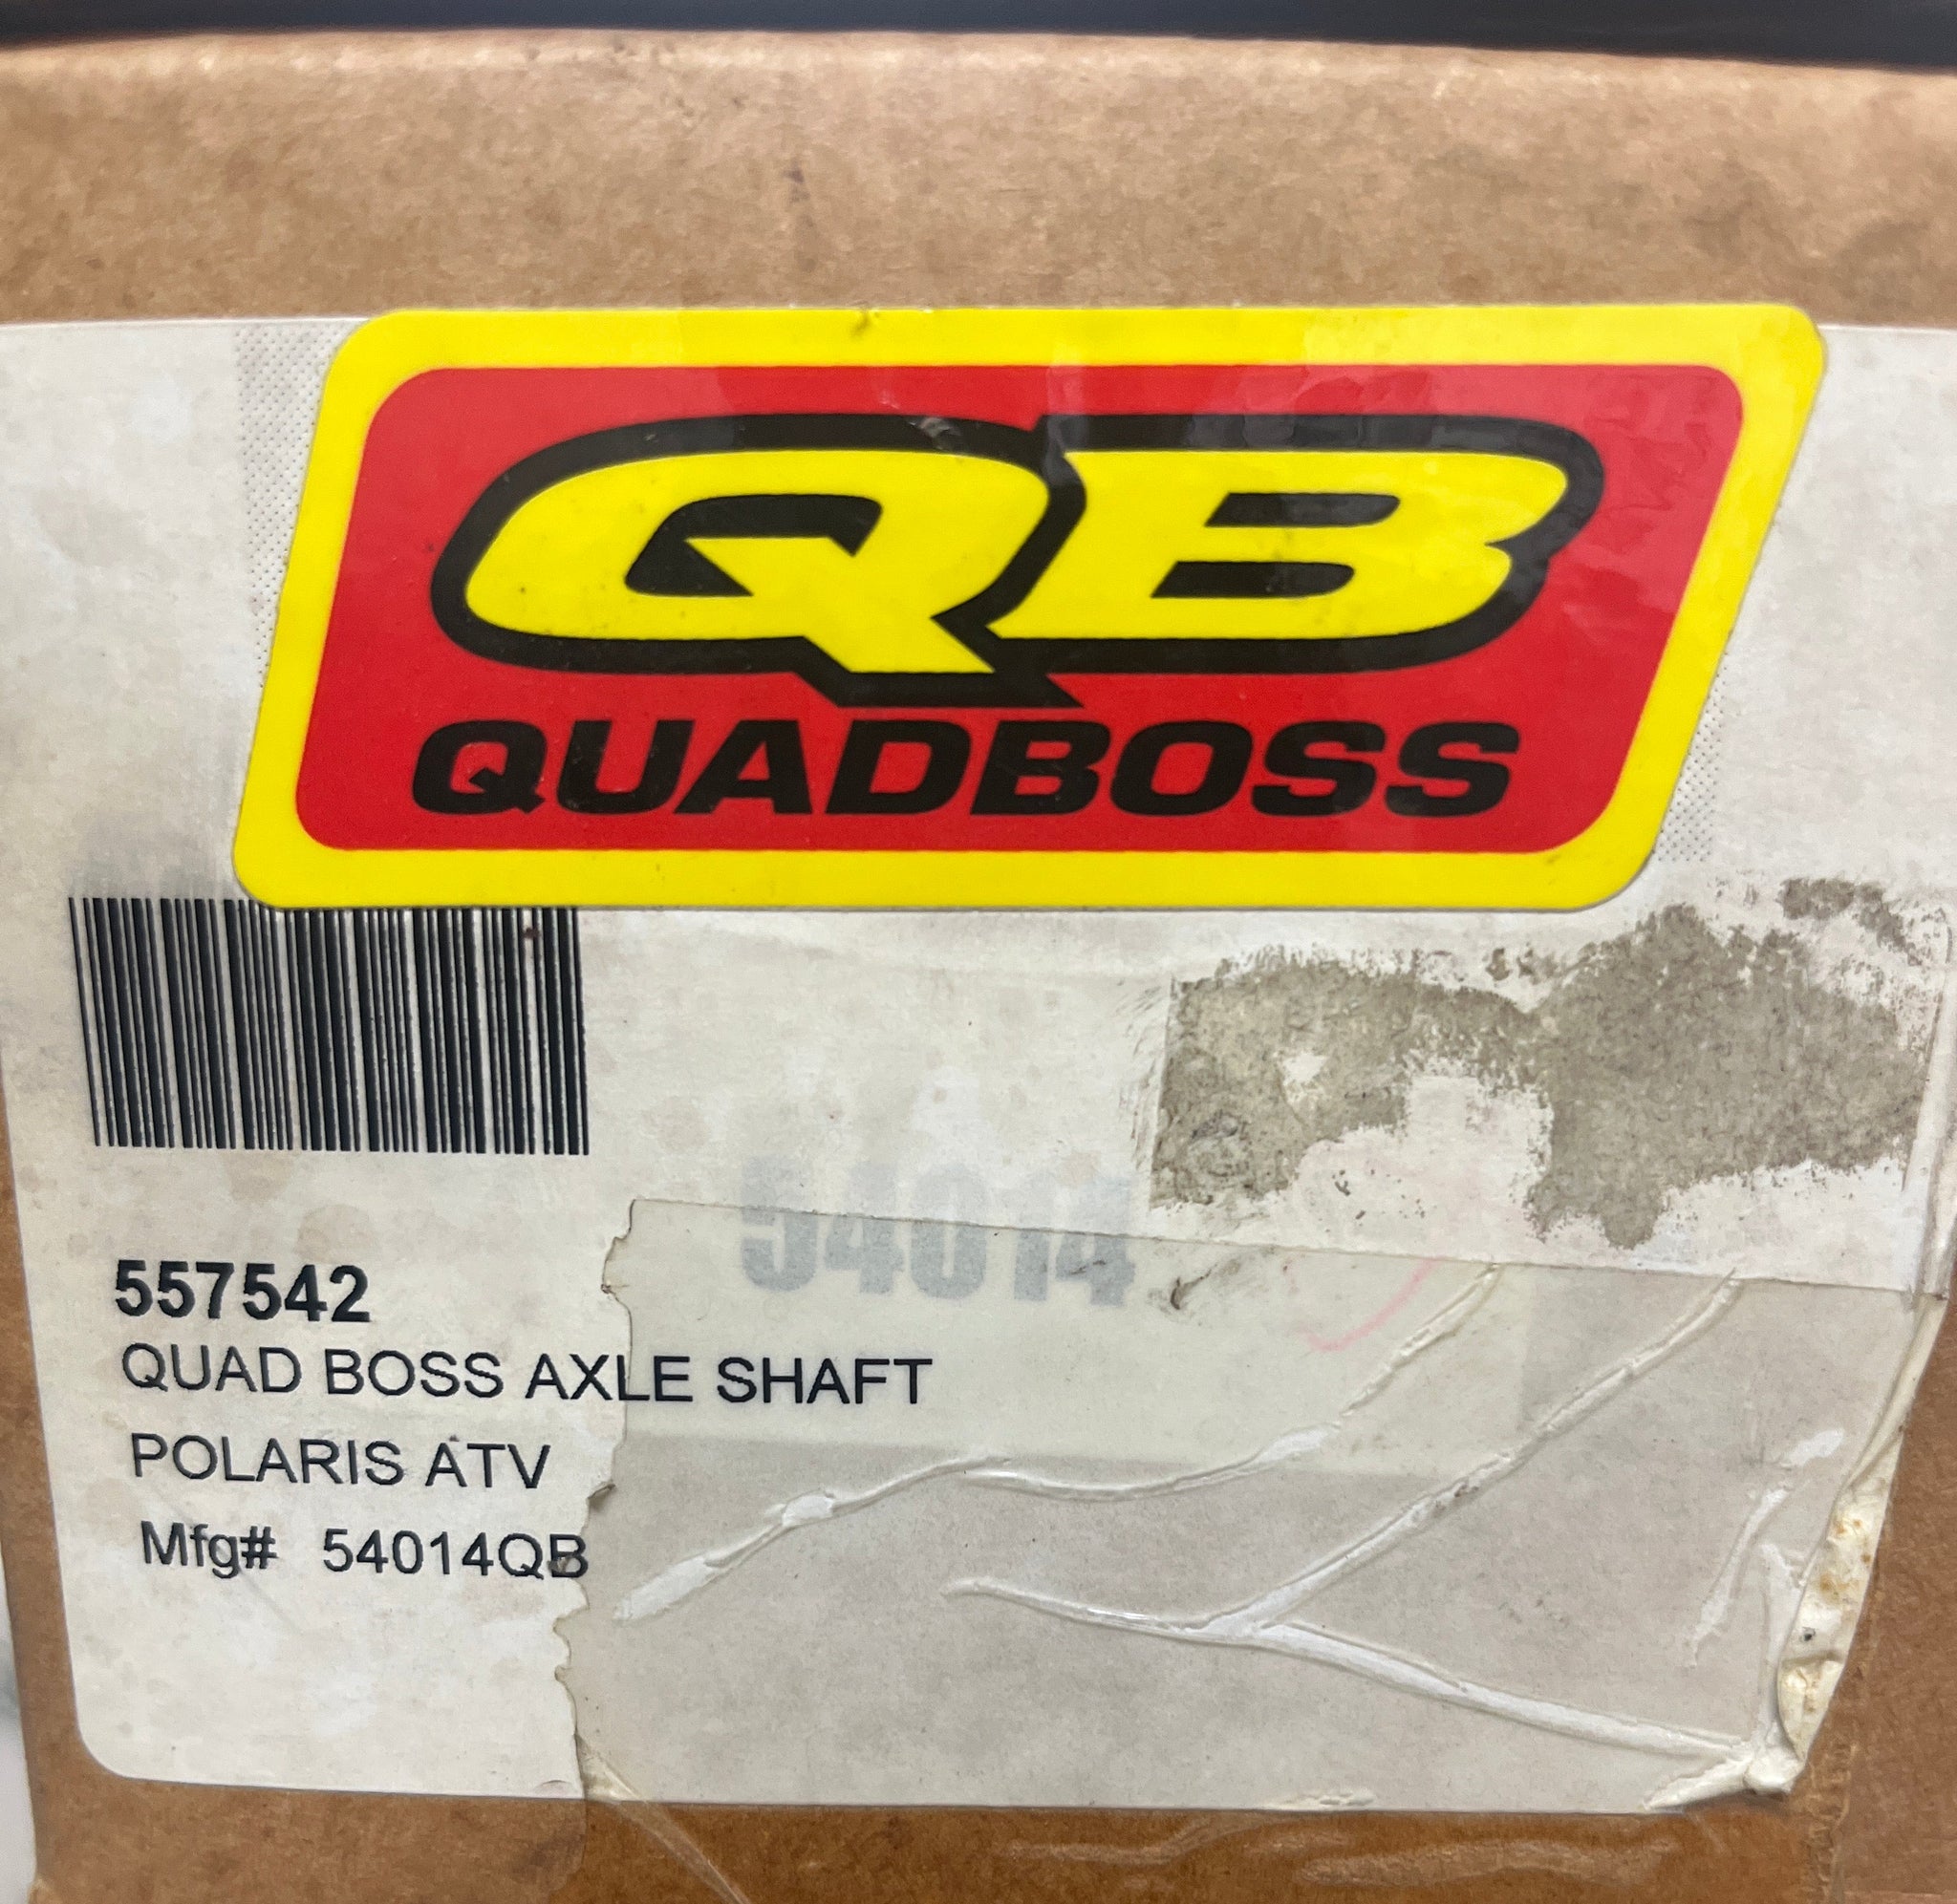 QB
QUADBOSS
54014
557542
QUAD BOSS AXLE SHAFT
POLARIS ATV
Mfg# 54014QB